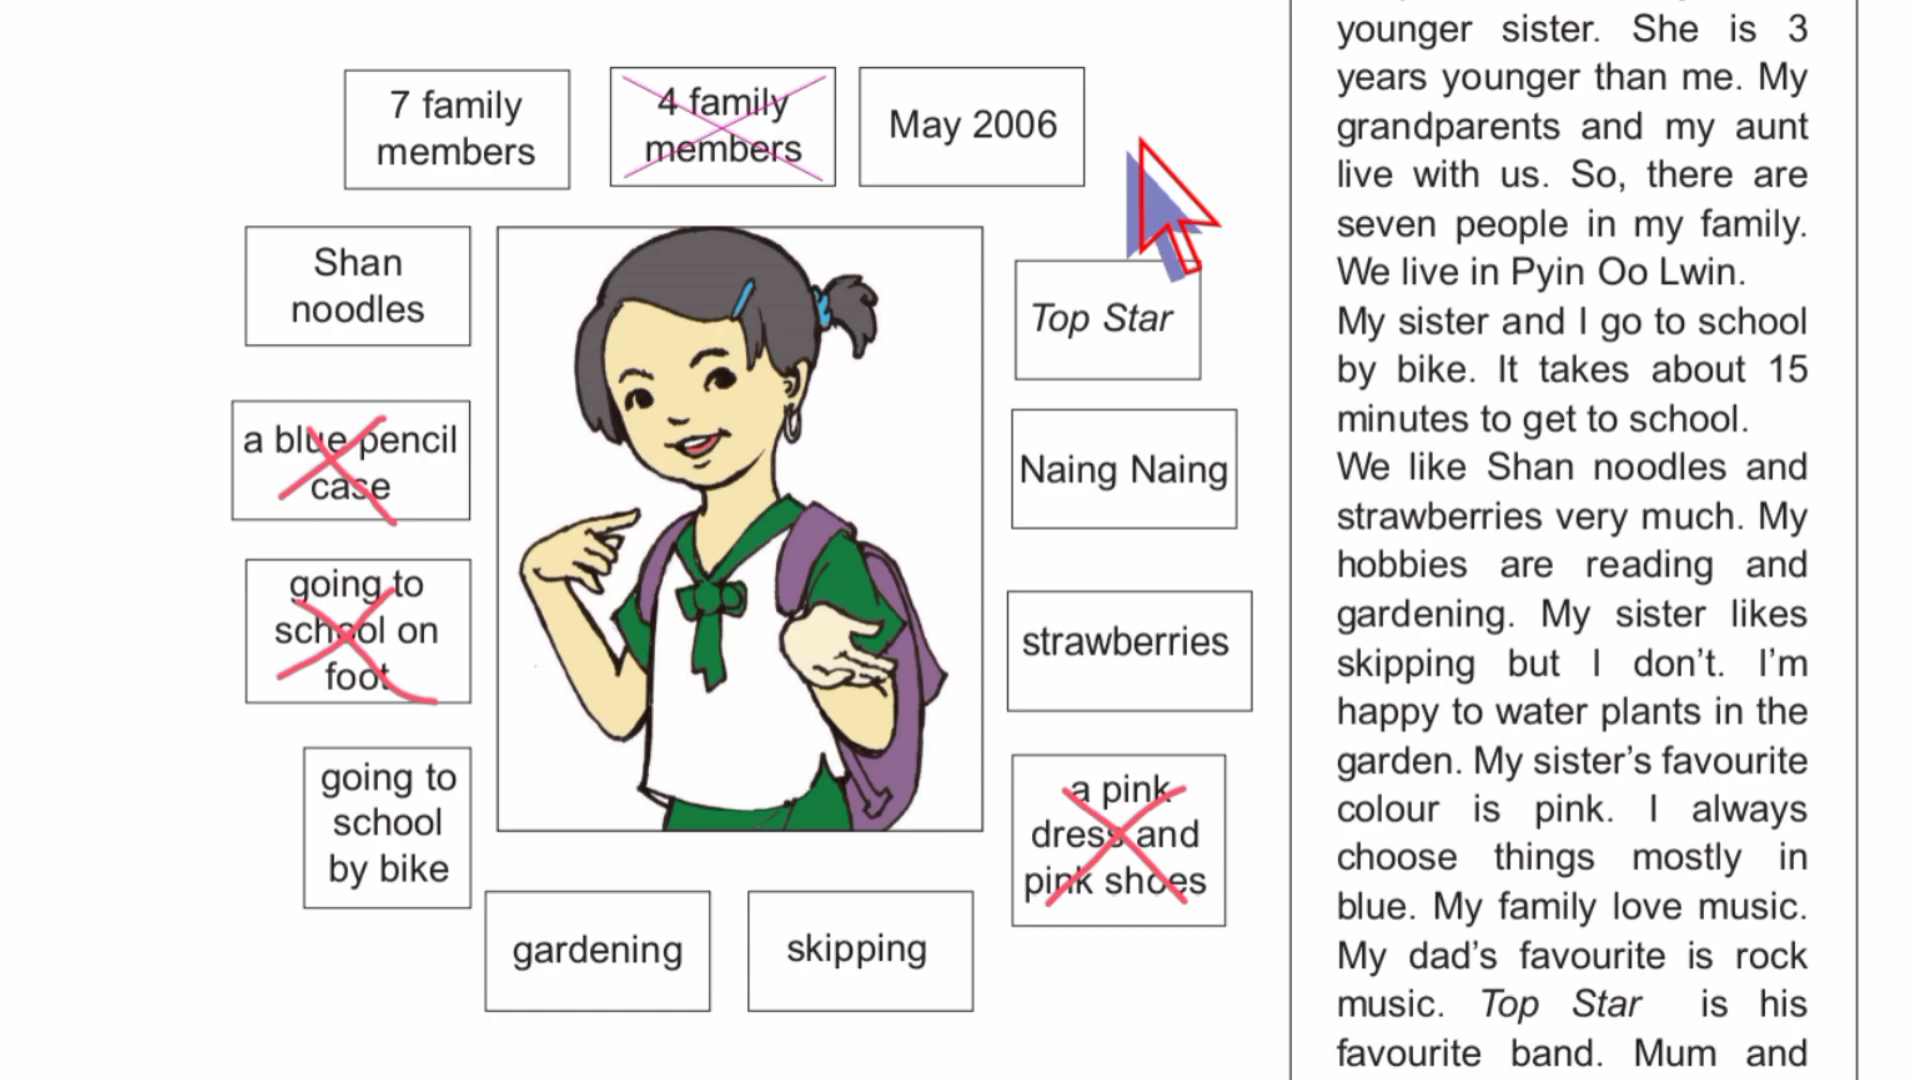 7 family
members
4 family
members
May 2006
Shan
noodles
Top Star
a blue pencil
case
Naing Naing
going to
school on
foot
strawberries
going to
school
by bike
a pink
dress and
pink shoes
gardening
skipping
younger sister. She is 3
years younger than me. My
grandparents and my aunt
live with us. So, there are
seven people in my family.
We live in Pyin Oo Lwin.
My sister and I go to school
by bike. It takes about 15
minutes to get to school.
We like Shan noodles and
strawberries very much. My
hobbies are reading and
gardening. My sister likes
skipping but I don't. I'm
happy to water plants in the
garden. My sister's favourite
colour is pink. I always
choose things mostly in
blue. My family love music.
My dad's favourite is rock
music. Top Star is his
favourite band. Mum and